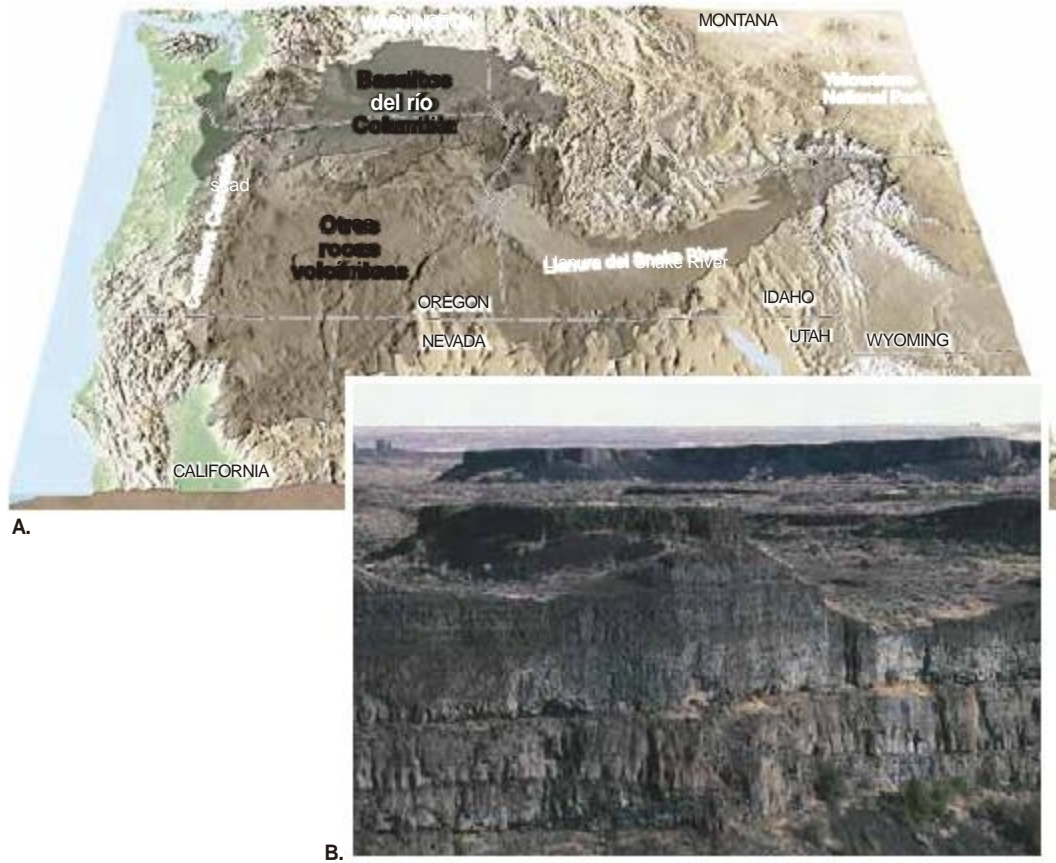 WASHINGTON
MONTANA
Yellowstone
National Park
Basaltos
del río
Columbia
Otras
rocas
volcánicas
Llanura del Snake River
OREGON
IDAHO
NEVADA
UTAH
WYOMING
CALIFORNIA
A.
B.